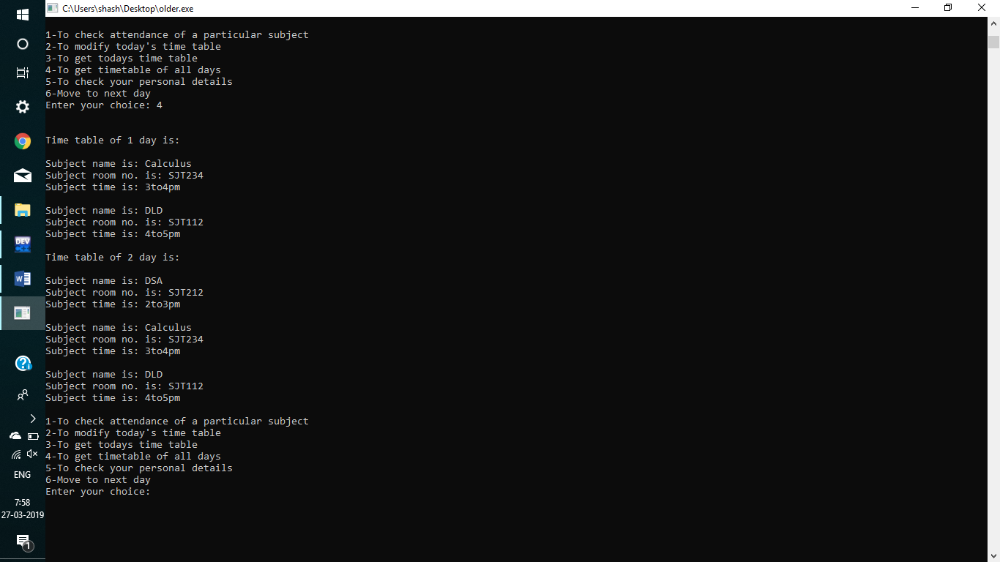 C:\Users\shash\Desktop\older.exe
1-To check attendance of a particular subject
2-To modify today's time table
3-To get todays time table
4-To get timetable of all days
5-To check your personal details
6-Move to next day
Enter your choice: 4
Time table of 1 day is:
Subject name is: Calculus
Subject room no. is: SJT234
Subject time is: 3to4pm
Subject name is: DLD
Subject room no. is: SJT112
Subject time is: 4to5pm
Time table of 2 day is:
Subject name is: DSA
Subject room no. is: SJT212
Subject time is: 2to3pm
Subject name is: Calculus
Subject room no. is: SJT234
Subject time is: 3to4pm
Subject name is: DLD
Subject room no. is: SJT112
Subject time is: 4to5pm
1-To check attendance of a particular subject
2-To modify today's time table
3-To get todays time table
4-To get timetable of all days
5-To check your personal details
6-Move to next day
Enter your choice:
DEV
W
ENG
7:58
27-03-2019
1